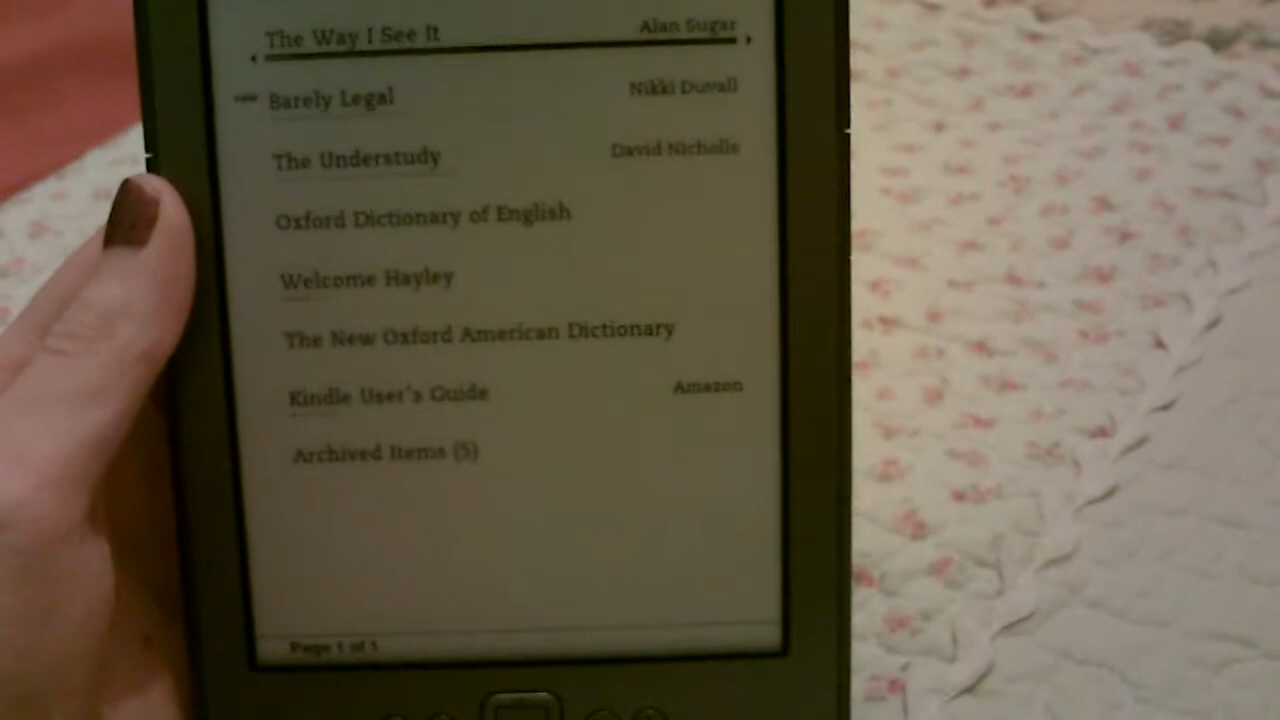 The Way I See It Alan Sugar
new Barely Legal Nikki Duvall
The Understudy David Nicholls
Oxford Dictionary of English
Welcome Hayley
The New Oxford American Dictionary
Kindle User's Guide Amazon
Archived Items (5)
Page 1 of 1